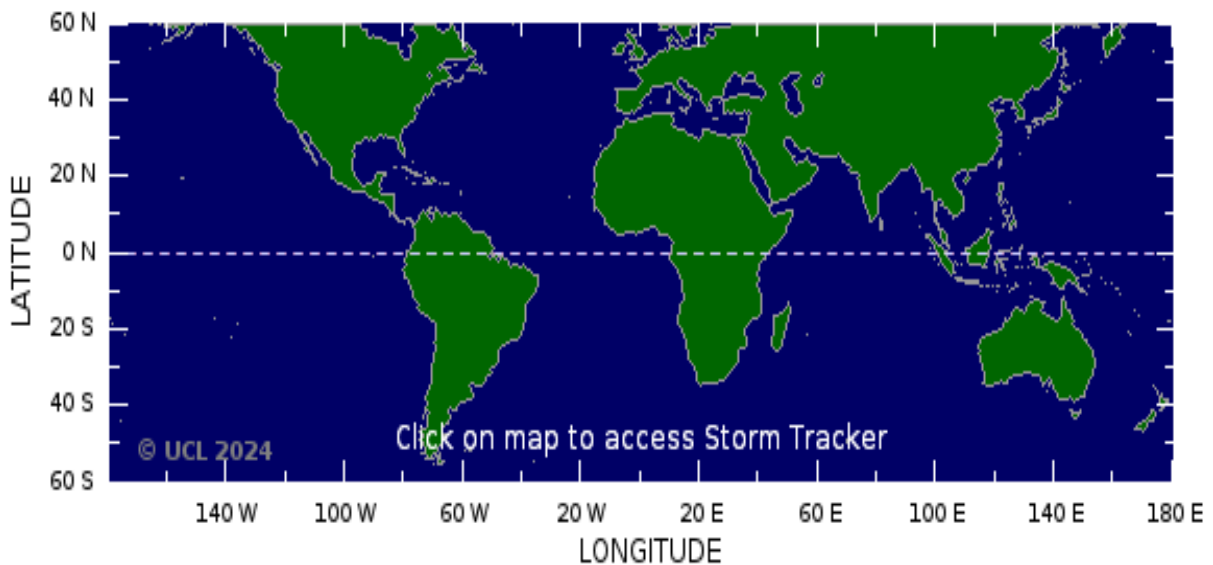 60 N
40 N
20 N
0 N
20 S
40 S
60 S
LATITUDE
Click on map to access Storm Tracker
© UCL 2024
140 W 100 W 60 W 20 W 20 E 60 E 100 E 140 E 180 E
LONGITUDE